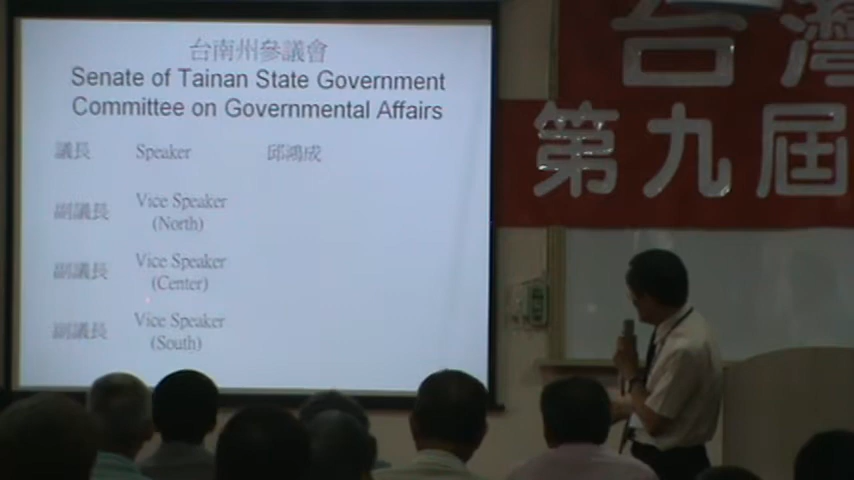 台南州參議會
Senate of Tainan State Government
Committee on Governmental Affairs
議長 Speaker 邱鴻成
副議長 Vice Speaker (North)
副議長 Vice Speaker (Center)
副議長 Vice Speaker (South)
台灣
第九屆